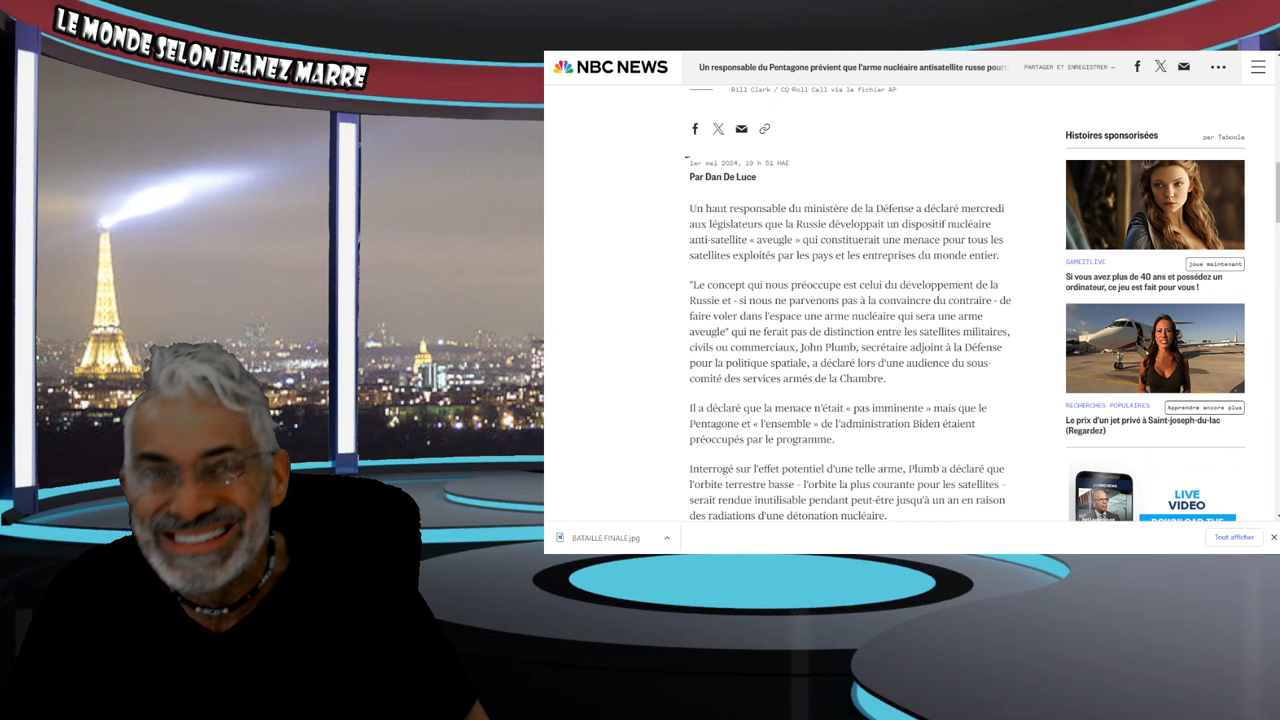 LE MONDE SELON JEANEZ MARRE
NBC NEWS
Un responsable du Pentagone prévient que l'arme nucléaire antisatellite russe pourr
PARTAGER ET ENREGISTRER —
Bill Clark / CQ Roll Call via le fichier AP
1er mai 2024, 19 h 51 HAE
Par Dan De Luce
Un haut responsable du ministère de la Défense a déclaré mercredi
aux législateurs que la Russie développait un dispositif nucléaire
anti-satellite « aveugle » qui constituerait une menace pour tous les
satellites exploités par les pays et les entreprises du monde entier.
"Le concept qui nous préoccupe est celui du développement de la
Russie et - si nous ne parvenons pas à la convaincre du contraire - de
faire voler dans l'espace une arme nucléaire qui sera une arme
aveugle" qui ne ferait pas de distinction entre les satellites militaires,
civils ou commerciaux, John Plumb, secrétaire adjoint à la Défense
pour la politique spatiale, a déclaré lors d'une audience du sous-
comité des services armés de la Chambre.
Il a déclaré que la menace n'était « pas imminente » mais que le
Pentagone et « l'ensemble » de l'administration Biden étaient
préoccupés par le programme.
Interrogé sur l'effet potentiel d'une telle arme, Plumb a déclaré que
l'orbite terrestre basse – l'orbite la plus courante pour les satellites –
serait rendue inutilisable pendant peut-être jusqu'à un an en raison
des radiations d'une détonation nucléaire.
Histoires sponsorisées
par Taboola
GAMEITLIVE
joue maintenant
Si vous avez plus de 40 ans et possédez un
ordinateur, ce jeu est fait pour vous !
RECHERCHES POPULAIRES
Apprendre encore plus
Le prix d'un jet privé à Saint-joseph-du-lac
(Regardez)
LIVE
VIDEO
DOWNLOAD THE
BATAILLE FINALE.jpg
Tout afficher